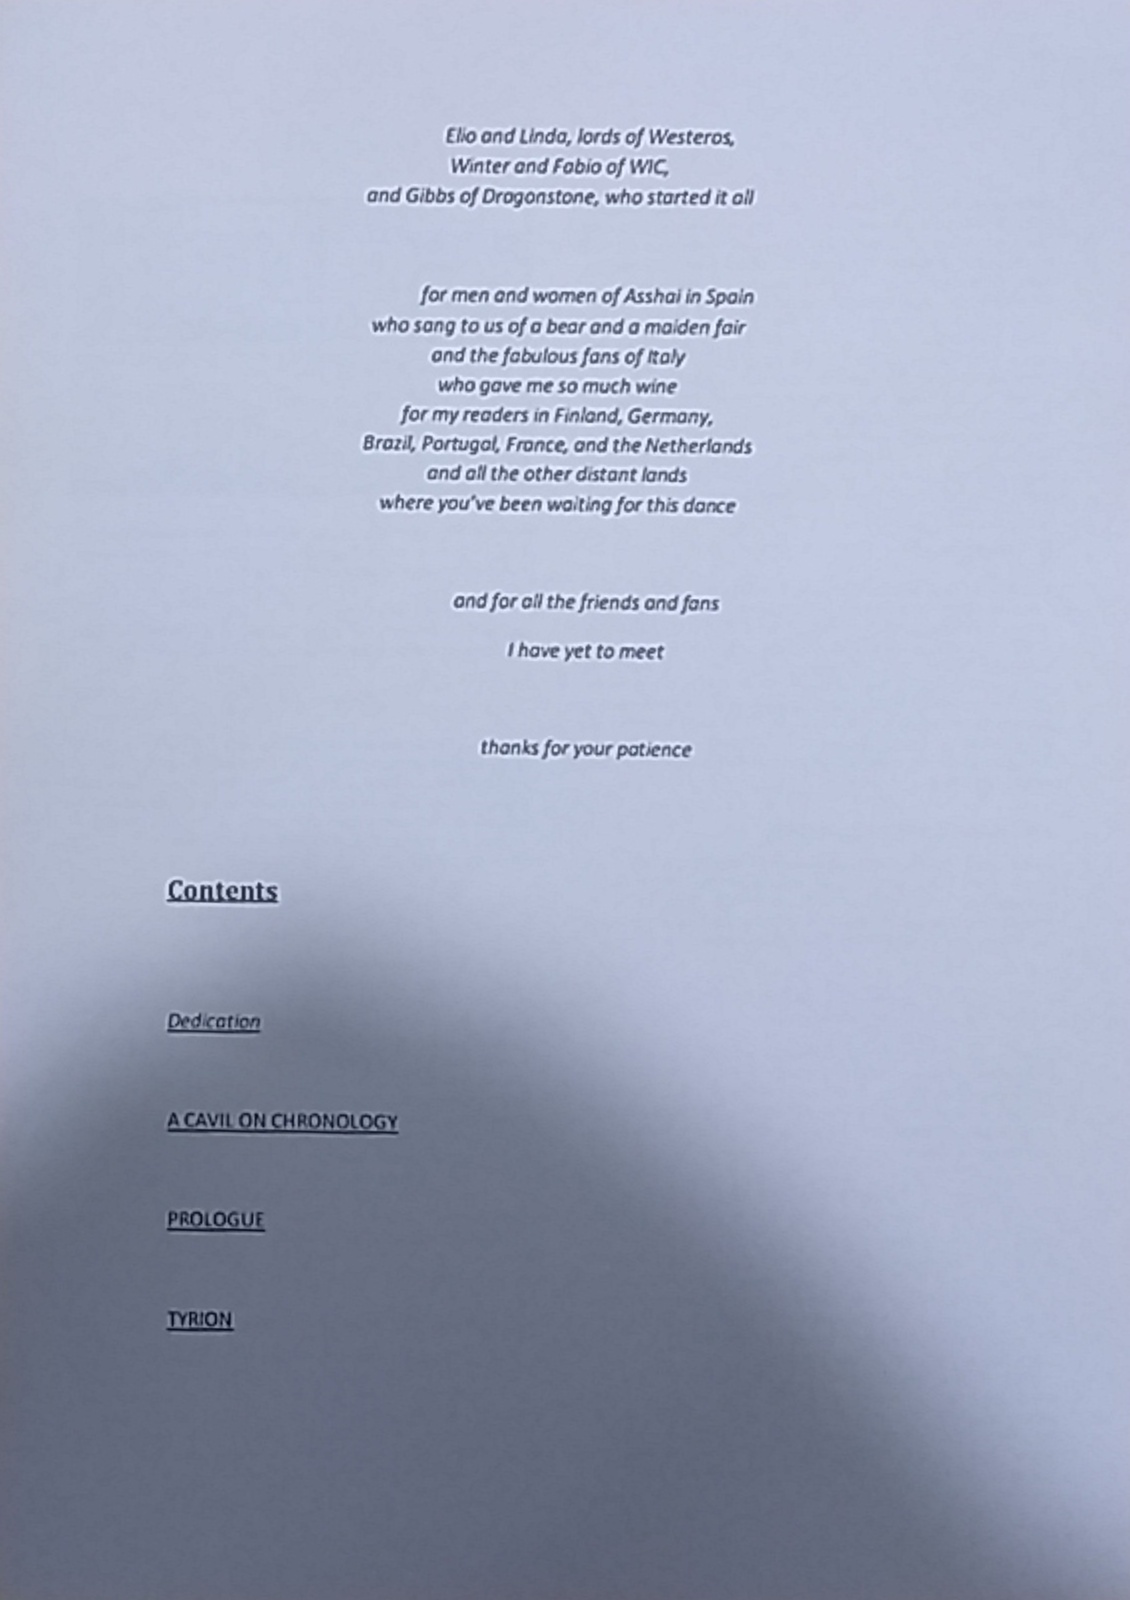 Elio and Linda, lords of Westeros,
Winter and Fabio of WIC,
and Gibbs of Dragonstone, who started it all
for men and women of Asshai in Spain
who sang to us of a bear and a maiden fair
and the fabulous fans of Italy
who gave me so much wine
for my readers in Finland, Germany,
Brazil, Portugal, France, and the Netherlands
and all the other distant lands
where you've been waiting for this dance
and for all the friends and fans
I have yet to meet
thanks for your patience
Contents
Dedication
A CAVIL ON CHRONOLOGY
PROLOGUE
TYRION